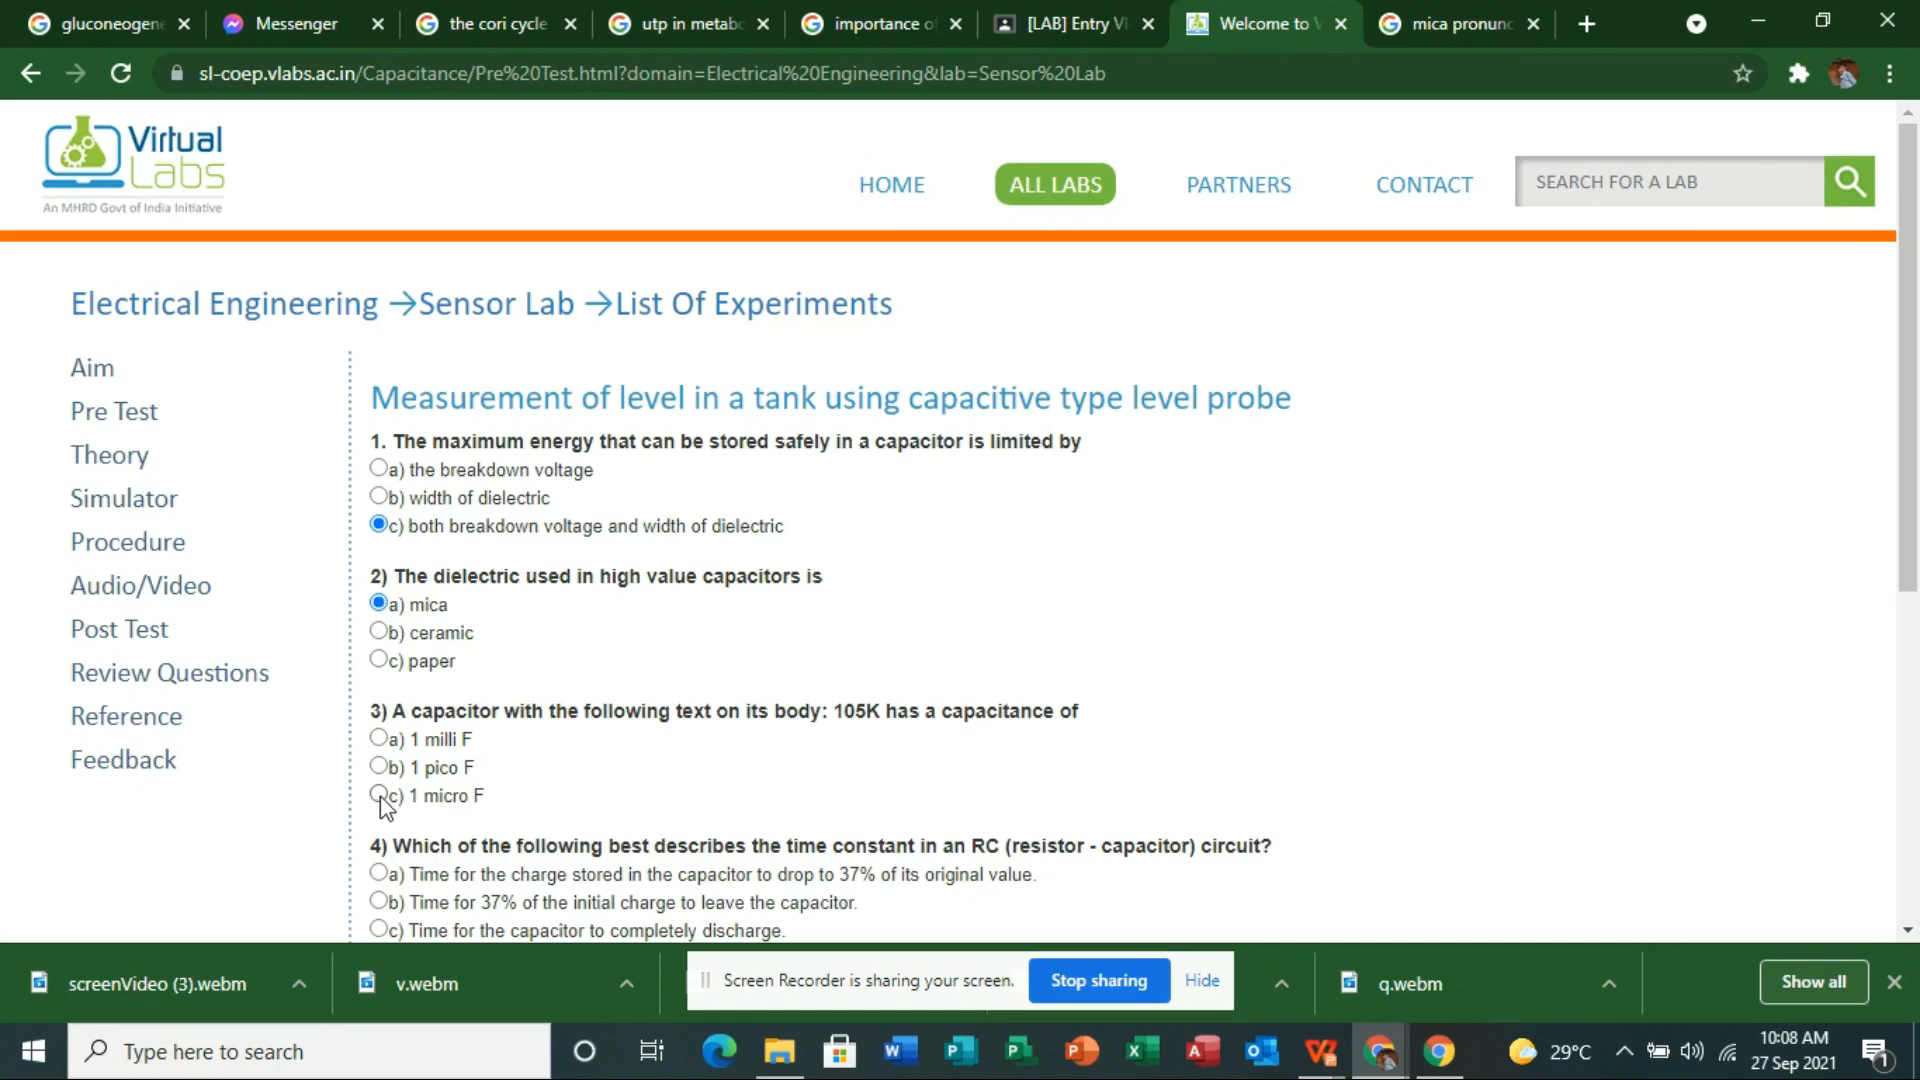 gluconeogene
Messenger
the cori cycle
utp in metab
importance o
[LAB] Entry V
Welcome to V
mica pronunc
sl-coep.vlabs.ac.in/Capacitance/Pre%20Test.html?domain=Electrical%20Engineering&lab=Sensor%20Lab
Virtual
Labs
An MHRD Govt of India Initiative
HOME
ALL LABS
PARTNERS
CONTACT
SEARCH FOR A LAB
Electrical Engineering →Sensor Lab →List Of Experiments
Aim
Pre Test
Theory
Simulator
Procedure
Audio/Video
Post Test
Review Questions
Reference
Feedback
Measurement of level in a tank using capacitive type level probe
1. The maximum energy that can be stored safely in a capacitor is limited by
a) the breakdown voltage
b) width of dielectric
c) both breakdown voltage and width of dielectric
2) The dielectric used in high value capacitors is
a) mica
b) ceramic
c) paper
3) A capacitor with the following text on its body: 105K has a capacitance of
a) 1 milli F
b) 1 pico F
c) 1 micro F
4) Which of the following best describes the time constant in an RC (resistor - capacitor) circuit?
a) Time for the charge stored in the capacitor to drop to 37% of its original value.
b) Time for 37% of the initial charge to leave the capacitor.
c) Time for the capacitor to completely discharge.
screenVideo (3).webm
v.webm
Screen Recorder is sharing your screen.
Stop sharing
Hide
q.webm
Show all
Type here to search
29°C
10:08 AM
27 Sep 2021
1